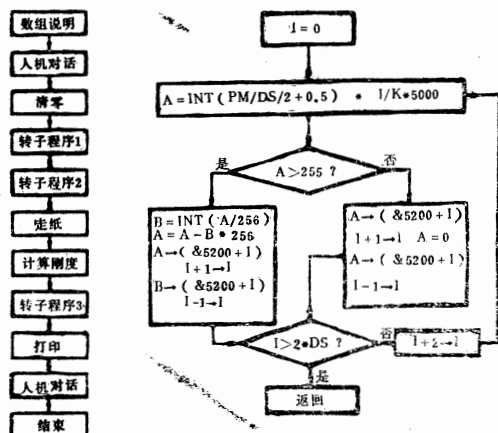 数组说明
人机对话
清零
转子程序1
转子程序2
走纸
计算刚度
转子程序3
打印
人机对话
结束
I=0
A=INT(PM/DS/2+0.5) * I/K*5000
A>255?
是
否
B=INT(A/256)
A=A-B*256
A→(&5200+I)
I+1→I
B→(&5200+I)
I-1→I
A→(&5200+I)
I+1→I A=0
A→(&5200+I)
I-1→I
I>2*DS?
否
I+2→I
是
返回